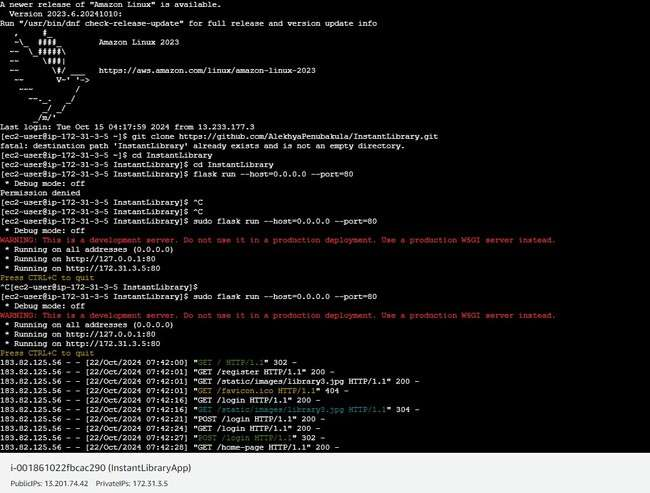 A newer release of "Amazon Linux" is available.
  Version 2023.6.20241010:
Run "/usr/bin/dnf check-release-update" for full release and version update info
   ,     #_
   ~\_  ####_        Amazon Linux 2023
  ~~  \_#####\
  ~~     \###|
  ~~       \#/ ___   https://aws.amazon.com/linux/amazon-linux-2023
   ~~       V~' '->
    ~~~         /
      ~~._.   _/
         _/ _/
       _/m/'
Last login: Tue Oct 15 04:17:59 2024 from 13.233.177.3
[ec2-user@ip-172-31-3-5 ~]$ git clone https://github.com/AlekhyaPenubakula/InstantLibrary.git
fatal: destination path 'InstantLibrary' already exists and is not an empty directory.
[ec2-user@ip-172-31-3-5 ~]$ cd InstantLibrary
[ec2-user@ip-172-31-3-5 InstantLibrary]$ cd InstantLibrary
[ec2-user@ip-172-31-3-5 InstantLibrary]$ flask run --host=0.0.0.0 --port=80
 * Debug mode: off
Permission denied
[ec2-user@ip-172-31-3-5 InstantLibrary]$ ^C
[ec2-user@ip-172-31-3-5 InstantLibrary]$ ^C
[ec2-user@ip-172-31-3-5 InstantLibrary]$ sudo flask run --host=0.0.0.0 --port=80
 * Debug mode: off
WARNING: This is a development server. Do not use it in a production deployment. Use a production WSGI server instead.
 * Running on all addresses (0.0.0.0)
 * Running on http://127.0.0.1:80
 * Running on http://172.31.3.5:80
Press CTRL+C to quit
^C[ec2-user@ip-172-31-3-5 InstantLibrary]$
[ec2-user@ip-172-31-3-5 InstantLibrary]$ sudo flask run --host=0.0.0.0 --port=80
 * Debug mode: off
WARNING: This is a development server. Do not use it in a production deployment. Use a production WSGI server instead.
 * Running on all addresses (0.0.0.0)
 * Running on http://127.0.0.1:80
 * Running on http://172.31.3.5:80
Press CTRL+C to quit
183.82.125.56 - - [22/Oct/2024 07:42:00] "GET / HTTP/1.1" 302 -
183.82.125.56 - - [22/Oct/2024 07:42:01] "GET /register HTTP/1.1" 200 -
183.82.125.56 - - [22/Oct/2024 07:42:01] "GET /static/images/library3.jpg HTTP/1.1" 200 -
183.82.125.56 - - [22/Oct/2024 07:42:01] "GET /favicon.ico HTTP/1.1" 404 -
183.82.125.56 - - [22/Oct/2024 07:42:16] "GET /login HTTP/1.1" 200 -
183.82.125.56 - - [22/Oct/2024 07:42:16] "GET /static/images/library3.jpg HTTP/1.1" 304 -
183.82.125.56 - - [22/Oct/2024 07:42:21] "POST /login HTTP/1.1" 200 -
183.82.125.56 - - [22/Oct/2024 07:42:24] "GET /login HTTP/1.1" 200 -
183.82.125.56 - - [22/Oct/2024 07:42:27] "POST /login HTTP/1.1" 302 -
183.82.125.56 - - [22/Oct/2024 07:42:28] "GET /home-page HTTP/1.1" 200 -
i-001861022fbcac290 (InstantLibraryApp)
PublicIPs: 13.201.74.42    PrivateIPs: 172.31.3.5